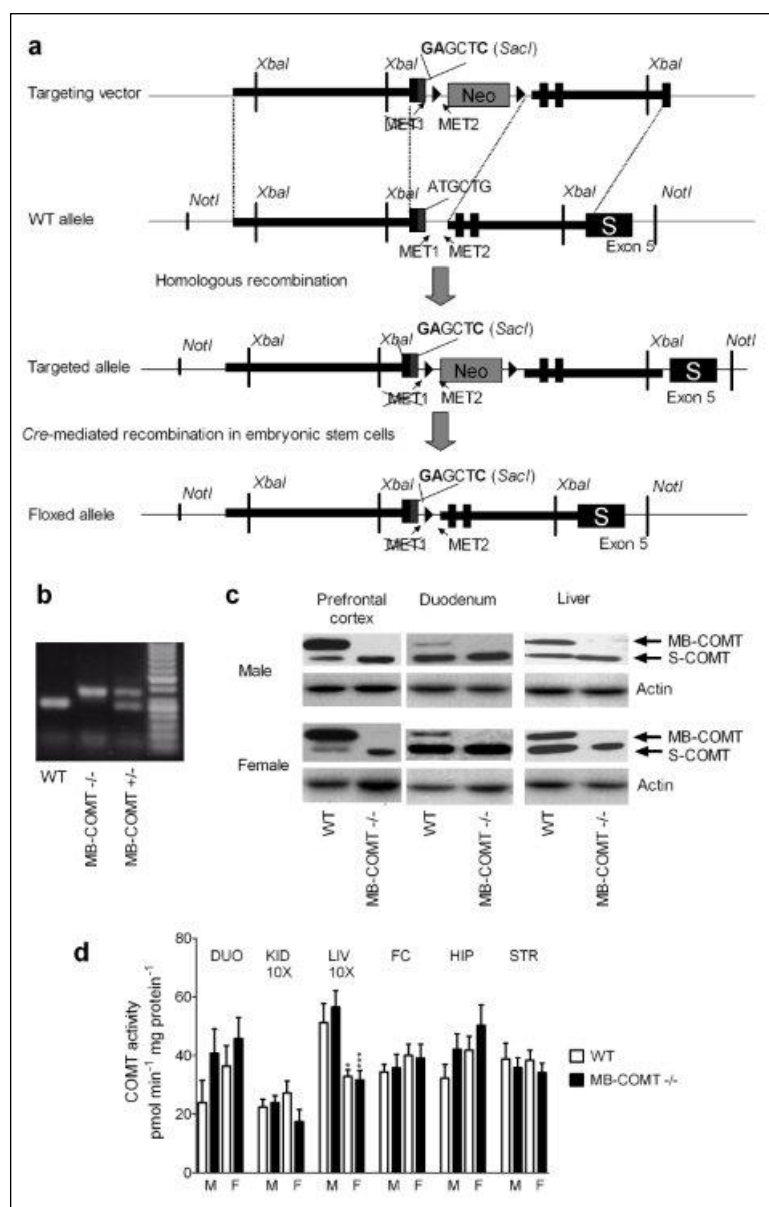 a
GAGCTC (SacI)
XbaI XbaI XbaI
Targeting vector
Neo
MET1 MET2
ATGCTG
NotI XbaI XbaI XbaI NotI
WT allele
S
MET1 MET2 Exon 5
Homologous recombination
GAGCTC (SacI)
NotI XbaI XbaI XbaI NotI
Targeted allele
Neo S
MET1 MET2 Exon 5
Cre-mediated recombination in embryonic stem cells
GAGCTC (SacI)
NotI XbaI XbaI XbaI NotI
Floxed allele
S
MET1 MET2 Exon 5
b
WT
MB-COMT -/-
MB-COMT +/-
c
Prefrontal cortex Duodenum Liver
Male
MB-COMT
S-COMT
Actin
Female
MB-COMT
S-COMT
Actin
WT
MB-COMT -/-
WT
MB-COMT -/-
WT
MB-COMT -/-
d
COMT activity
pmol min⁻¹ mg protein⁻¹
80
60
40
20
0
DUO KID LIV FC HIP STR
10X 10X
* ****
WT
MB-COMT -/-
M F M F M F M F M F M F